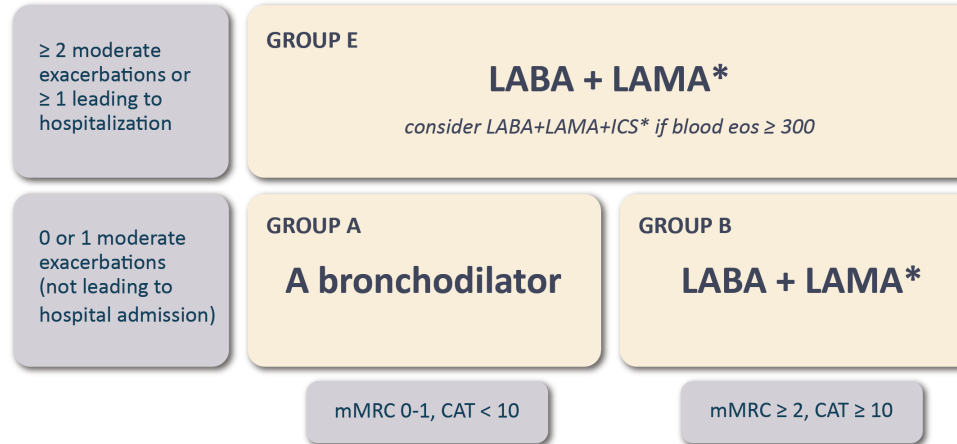 ≥ 2 moderate
exacerbations or
≥ 1 leading to
hospitalization
GROUP E
LABA + LAMA*
consider LABA+LAMA+ICS* if blood eos ≥ 300
0 or 1 moderate
exacerbations
(not leading to
hospital admission)
GROUP A
A bronchodilator
GROUP B
LABA + LAMA*
mMRC 0-1, CAT < 10
mMRC ≥ 2, CAT ≥ 10